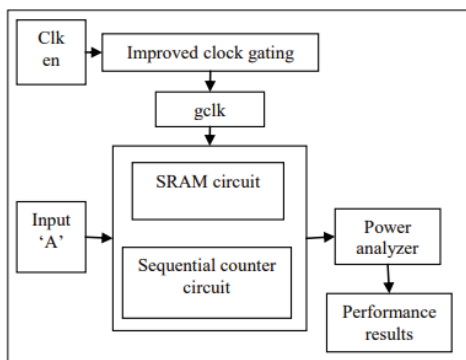 Clk
en
Improved clock gating
gclk
SRAM circuit
Input
‘A’
Sequential counter
circuit
Power
analyzer
Performance
results